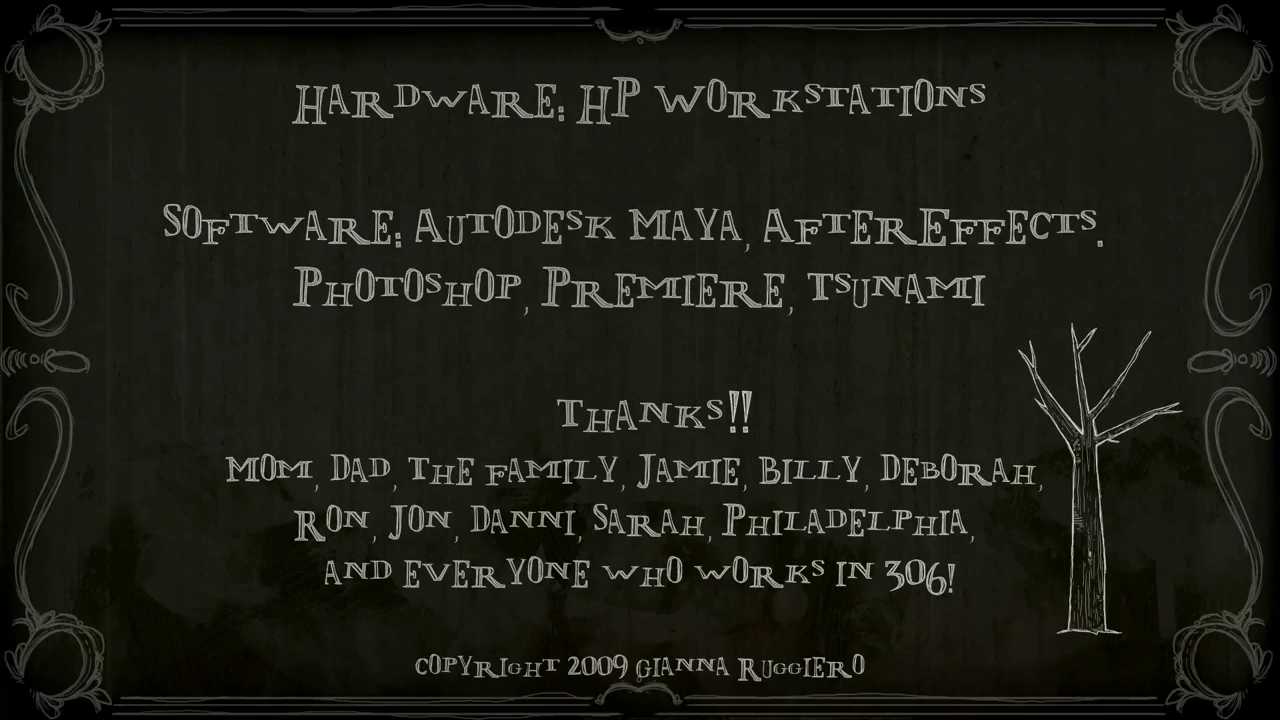 Hardware: HP Workstations
Software: Autodesk Maya, AfterEffects.
Photoshop, Premiere, Tsunami
Thanks!!
Mom, Dad, the family, Jamie, Billy, Deborah,
Ron, Jon, Danni, Sarah, Philadelphia,
and everyone who works in 306!
copyright 2009 Gianna Ruggiero